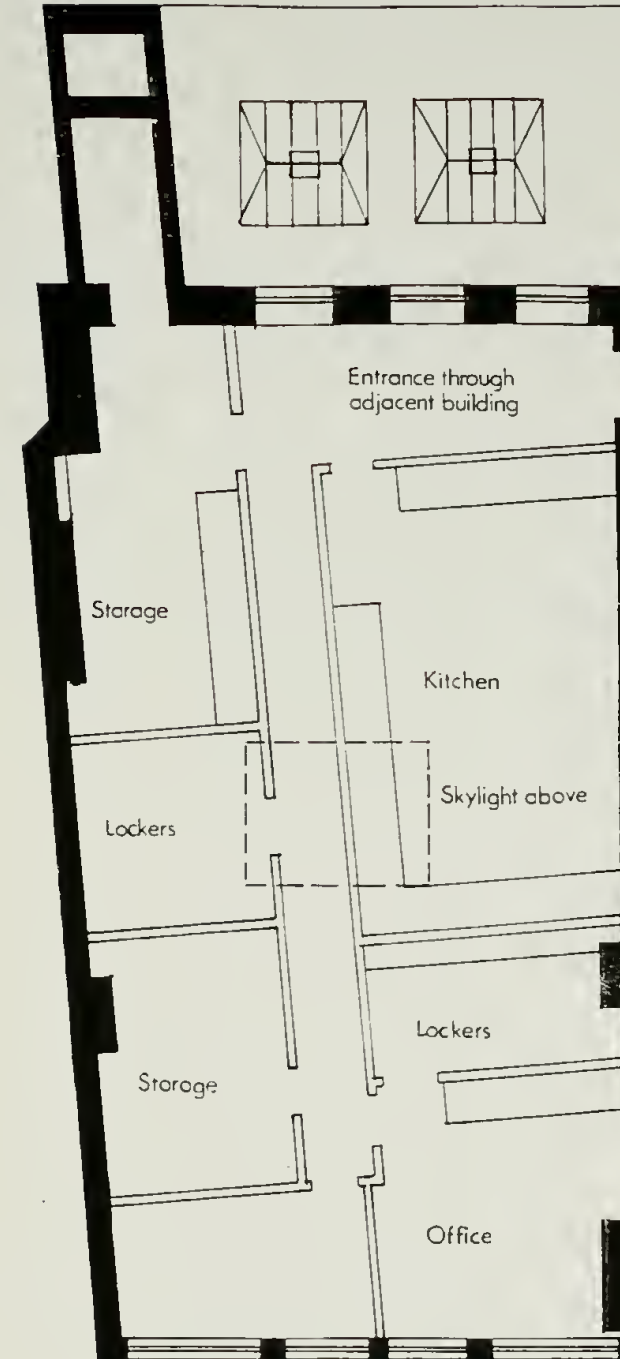 Entrance through
adjacent building
Storage
Kitchen
Skylight above
Lockers
Lockers
Storage
Office